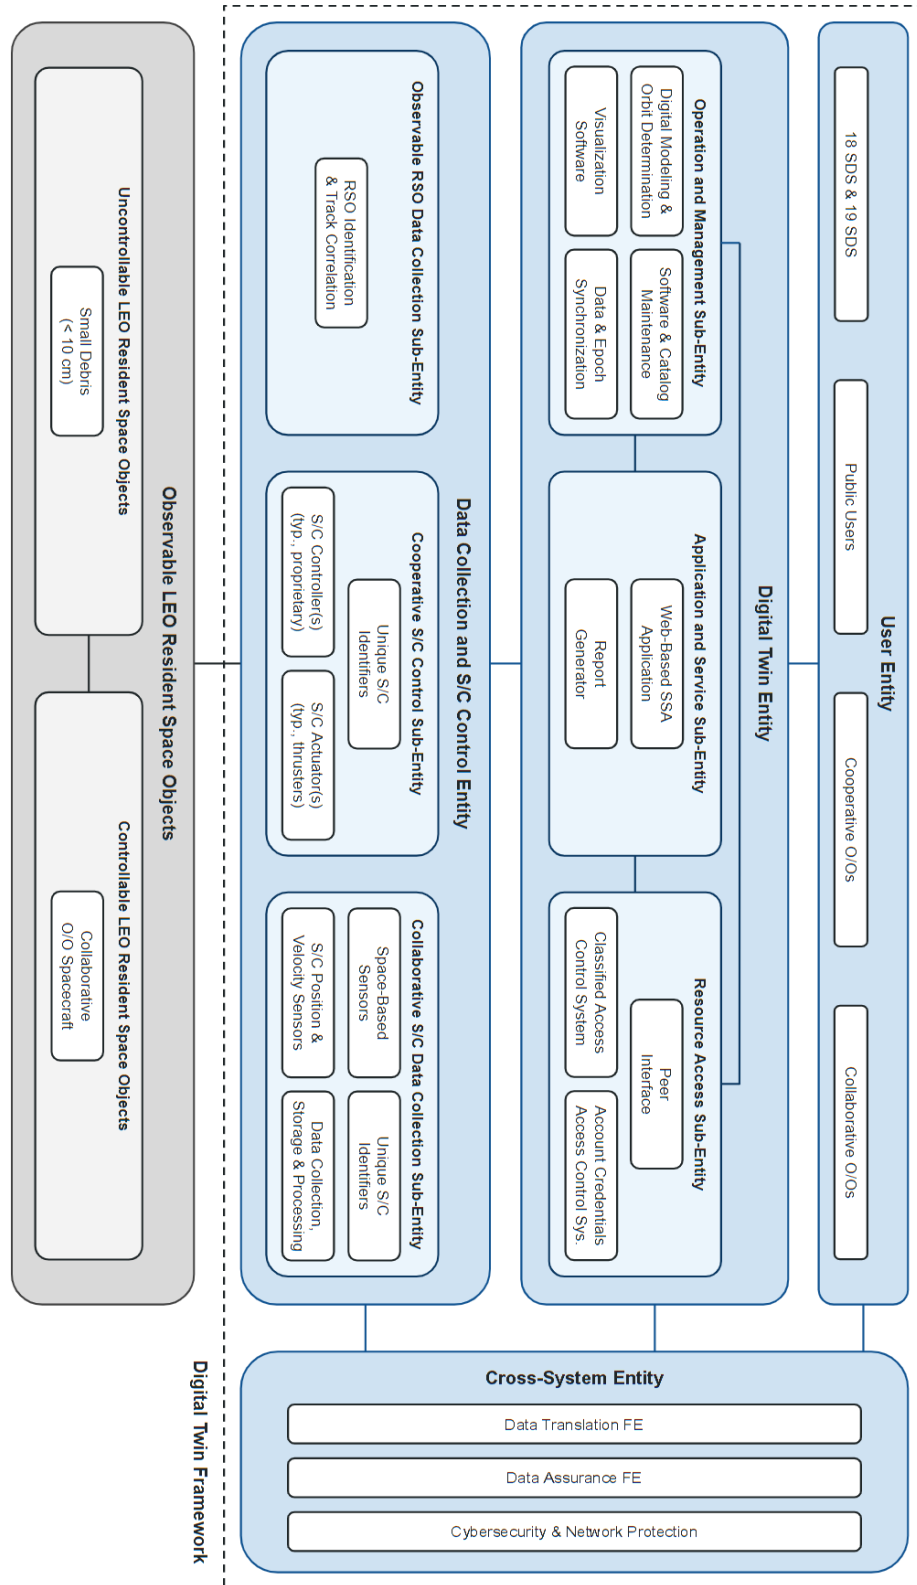 User Entity
18 SDS & 19 SDS
Public Users
Cooperative O/Os
Collaborative O/Os
Digital Twin Entity
Operation and Management Sub-Entity
Digital Modeling &
Orbit Determination
Software & Catalog
Maintenance
Visualization
Software
Data & Epoch
Synchronization
Application and Service Sub-Entity
Web-Based SSA
Application
Report
Generator
Resource Access Sub-Entity
Peer
Interface
Classified Access
Control System
Account Credentials
Access Control Sys.
Data Collection and S/C Control Entity
Observable RSO Data Collection Sub-Entity
RSO Identification
& Track Correlation
Cooperative S/C Control Sub-Entity
Unique S/C
Identifiers
S/C Controller(s)
(typ., proprietary)
S/C Actuator(s)
(typ., thrusters)
Collaborative S/C Data Collection Sub-Entity
Space-Based
Sensors
Unique S/C
Identifiers
S/C Position &
Velocity Sensors
Data Collection,
Storage & Processing
Cross-System Entity
Data Translation FE
Data Assurance FE
Cybersecurity & Network Protection
Digital Twin Framework
Observable LEO Resident Space Objects
Uncontrollable LEO Resident Space Objects
Small Debris
(< 10 cm)
Controllable LEO Resident Space Objects
Collaborative
O/O Spacecraft